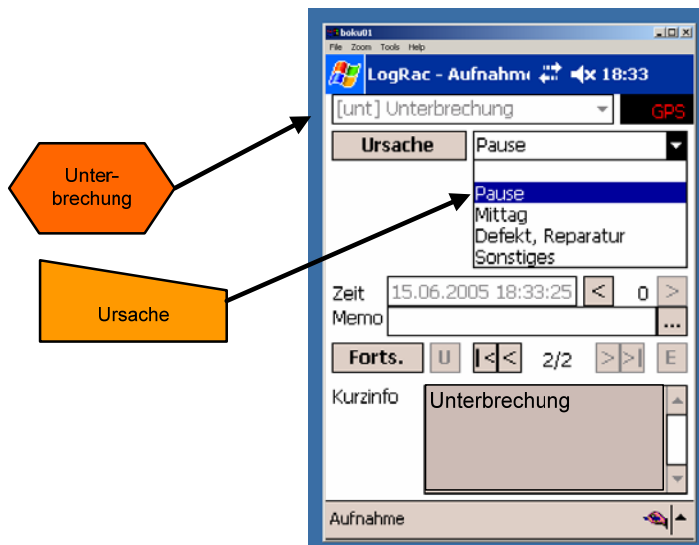 boku01
File Zoom Tools Help
LogRac - Aufnahm 18:33
[unt] Unterbrechung GPS
Ursache Pause
Pause
Mittag
Defekt, Reparatur
Sonstiges
Unter-
brechung
Ursache
Zeit 15.06.2005 18:33:25 < 0 >
Memo ...
Forts. U |< < 2/2 > >| E
Kurzinfo Unterbrechung
Aufnahme